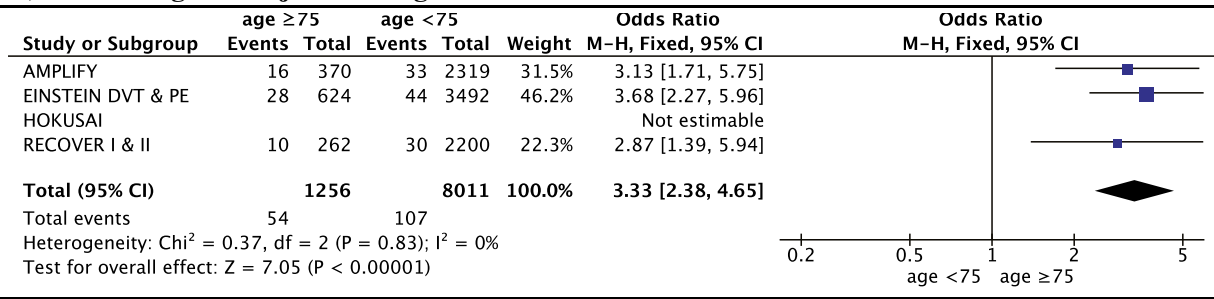 age ≥75 age <75 Odds Ratio Odds Ratio
Study or Subgroup Events Total Events Total Weight M-H, Fixed, 95% CI M-H, Fixed, 95% CI
AMPLIFY 16 370 33 2319 31.5% 3.13 [1.71, 5.75]
EINSTEIN DVT & PE 28 624 44 3492 46.2% 3.68 [2.27, 5.96]
HOKUSAI Not estimable
RECOVER I & II 10 262 30 2200 22.3% 2.87 [1.39, 5.94]
Total (95% CI) 1256 8011 100.0% 3.33 [2.38, 4.65]
Total events 54 107
Heterogeneity: Chi² = 0.37, df = 2 (P = 0.83); I² = 0%
Test for overall effect: Z = 7.05 (P < 0.00001)
0.2 0.5 1 2 5
age <75 age ≥75